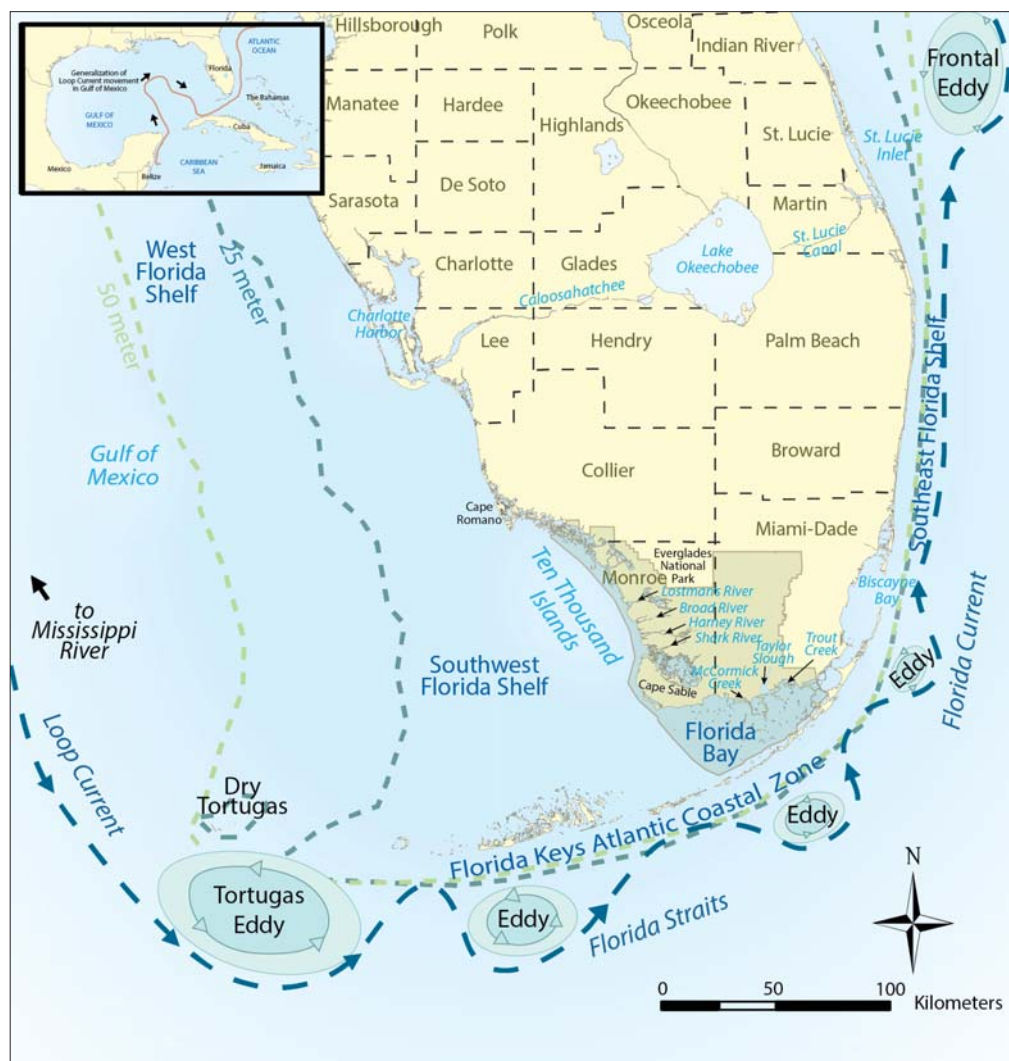 ATLANTIC
OCEAN
Florida
Generalization of
Loop Current movement
in Gulf of Mexico
The Bahamas
GULF OF
MEXICO
Cuba
Mexico
CARIBBEAN
SEA
Jamaica
Belize
Hillsborough
Polk
Osceola
Indian River
Frontal
Eddy
Manatee
Hardee
Okeechobee
Highlands
St. Lucie
St. Lucie
Inlet
De Soto
Sarasota
Martin
West
Florida
Shelf
25 meter
50 meter
Charlotte
Glades
Lake
Okeechobee
St. Lucie
Canal
Caloosahatchee
Charlotte
Harbor
Lee
Hendry
Palm Beach
Southeast Florida Shelf
Gulf of
Mexico
Collier
Broward
Cape
Romano
Miami-Dade
Everglades
National
Park
Monroe
Ten Thousand
Islands
Biscayne
Bay
Lostmans River
Broad River
Harney River
Shark River
Taylor
Slough
Trout
Creek
McCormick
Creek
to
Mississippi
River
Southwest
Florida Shelf
Cape Sable
Florida
Bay
Eddy
Florida Current
Loop Current
Dry
Tortugas
Florida Keys Atlantic Coastal Zone
Eddy
Tortugas
Eddy
Eddy
Florida Straits
N
0
50
100
Kilometers